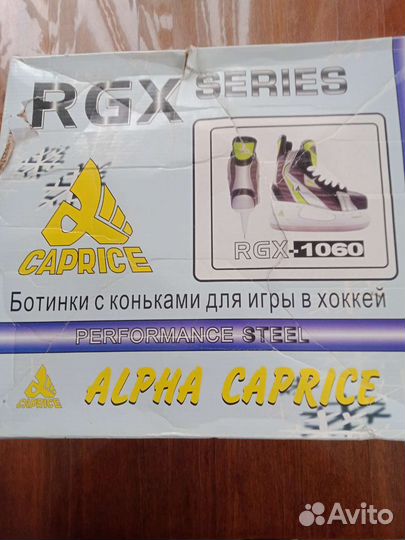 RGX SERIES
CAPRICE
RGX-1060
Ботинки с коньками для игры в хоккей
PERFORMANCE STEEL
CAPRICE
ALPHA CAPRICE
Avito